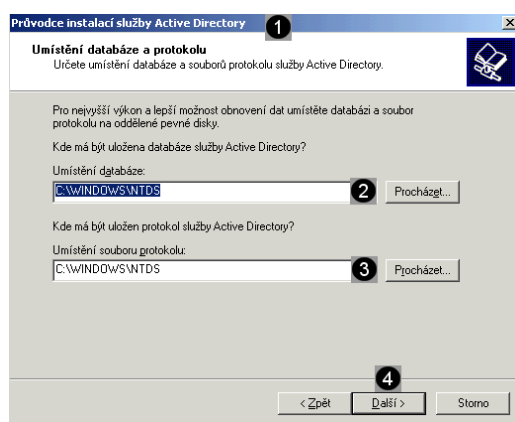 Průvodce instalací služby Active Directory
1
Umístění databáze a protokolu
Určete umístění databáze a souborů protokolu služby Active Directory.
Pro nejvyšší výkon a lepší možnost obnovení dat umístěte databázi a soubor
protokolu na oddělené pevné disky.
Kde má být uložena databáze služby Active Directory?
Umístění databáze:
C:\WINDOWS\NTDS
2
Procházet...
Kde má být uložen protokol služby Active Directory?
Umístění souboru protokolu:
C:\WINDOWS\NTDS
3
Procházet...
4
< Zpět
Další >
Storno